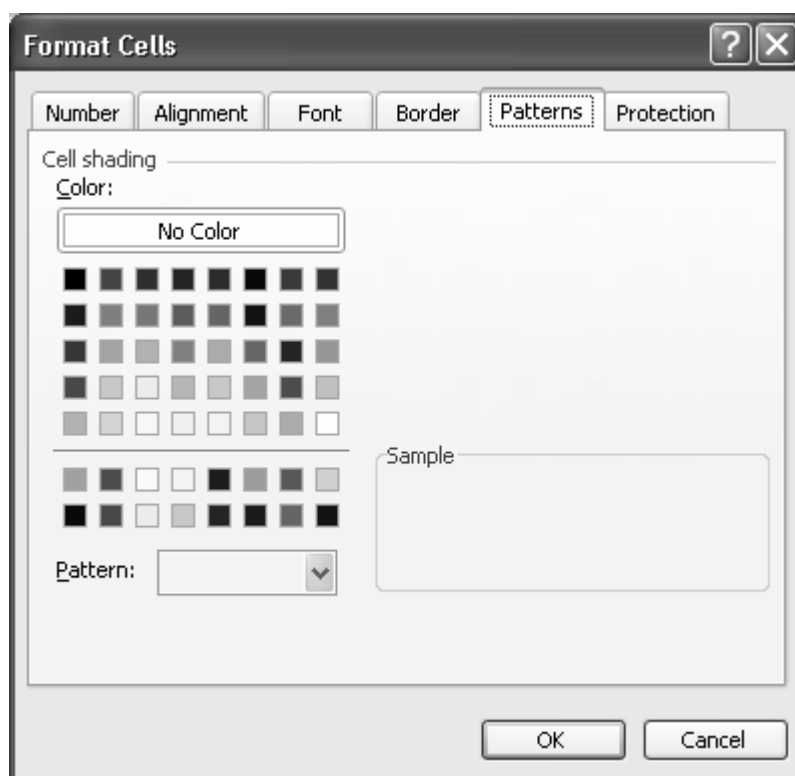 Format Cells
Number Alignment Font Border Patterns Protection
Cell shading
Color:
No Color
Sample
Pattern:
OK Cancel